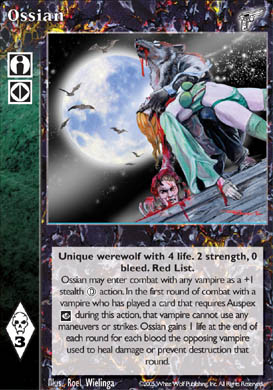 Ossian
Unique werewolf with 4 life. 2 strength, 0
bleed. Red List.
Ossian may enter combat with any vampire as a +1
stealth Ⓓ action. In the first round of combat with a
vampire who has played a card that requires Auspex
during this action, that vampire cannot use any
maneuvers or strikes. Ossian gains 1 life at the end of
each round for each blood the opposing vampire
used to heal damage or prevent destruction that
round.
3
Illus: Roel Wielinga
©2005 White Wolf Publishing, Inc. All Rights Reserved.